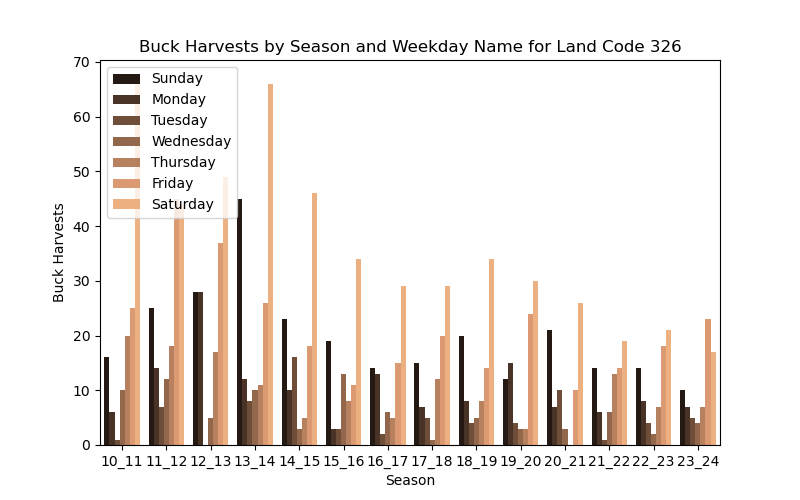 Buck Harvests by Season and Weekday Name for Land Code 326
70
60
50
40
30
20
10
0
Buck Harvests
Sunday
Monday
Tuesday
Wednesday
Thursday
Friday
Saturday
10_11 11_12 12_13 13_14 14_15 15_16 16_17 17_18 18_19 19_20 20_21 21_22 22_23 23_24
Season